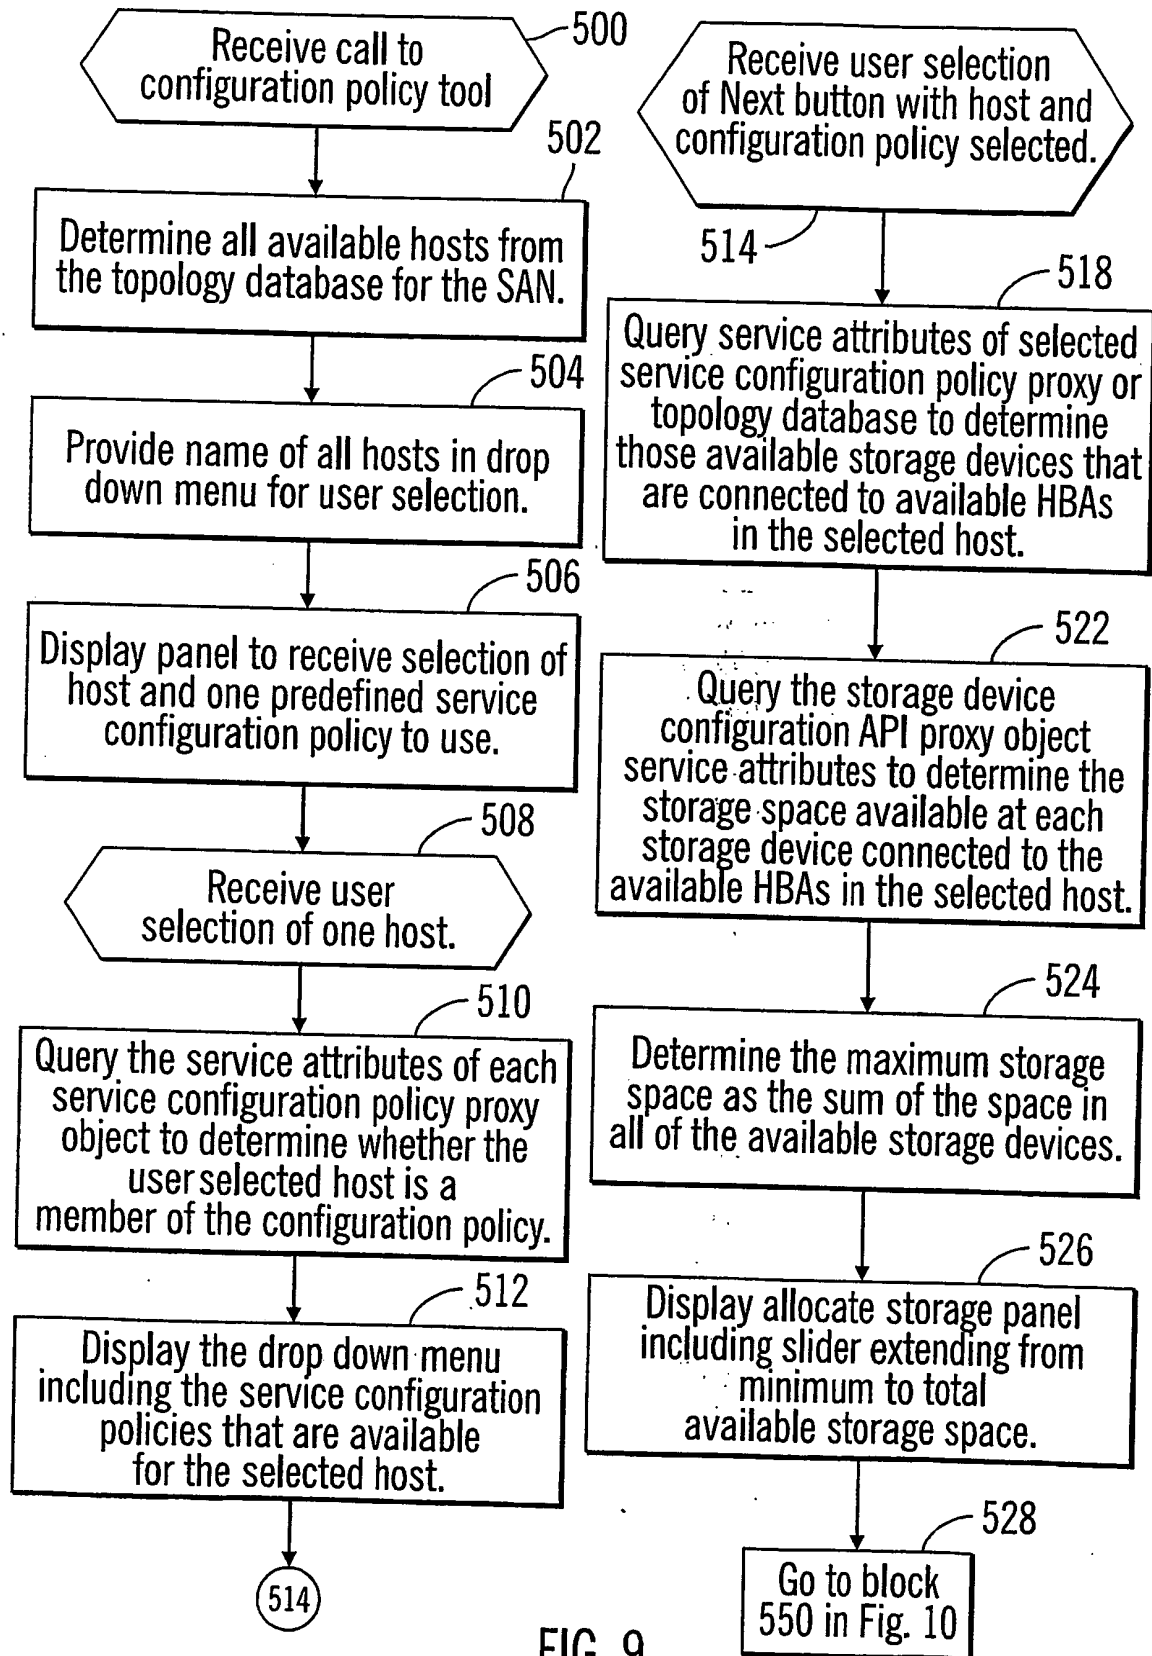 500
Receive call to
configuration policy tool
502
Determine all available hosts from
the topology database for the SAN.
504
Provide name of all hosts in drop
down menu for user selection.
506
Display panel to receive selection of
host and one predefined service
configuration policy to use.
508
Receive user
selection of one host.
510
Query the service attributes of each
service configuration policy proxy
object to determine whether the
user selected host is a
member of the configuration policy.
512
Display the drop down menu
including the service configuration
policies that are available
for the selected host.
514
Receive user selection
of Next button with host and
configuration policy selected.
514
518
Query service attributes of selected
service configuration policy proxy or
topology database to determine
those available storage devices that
are connected to available HBAs
in the selected host.
522
Query the storage device
configuration API proxy object
service attributes to determine the
storage space available at each
storage device connected to the
available HBAs in the selected host.
524
Determine the maximum storage
space as the sum of the space in
all of the available storage devices.
526
Display allocate storage panel
including slider extending from
minimum to total
available storage space.
528
Go to block
550 in Fig. 10
FIG. 9